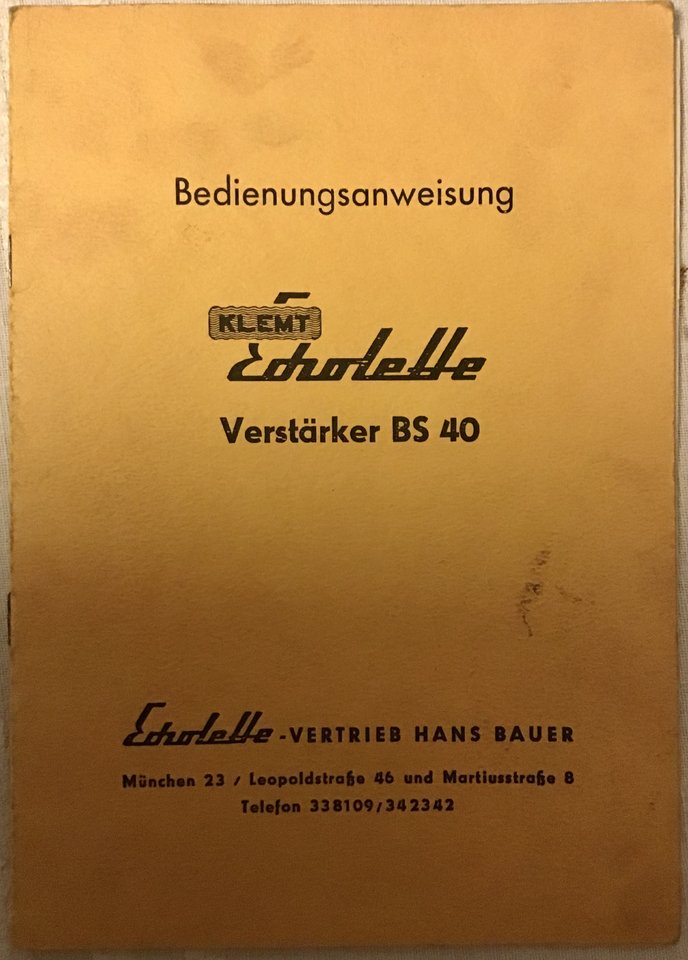 Bedienungsanweisung
KLEMT
Echolette
Verstärker BS 40
Echolette - VERTRIEB HANS BAUER
München 23 / Leopoldstraße 46 und Martiusstraße 8
Telefon 338109/342342